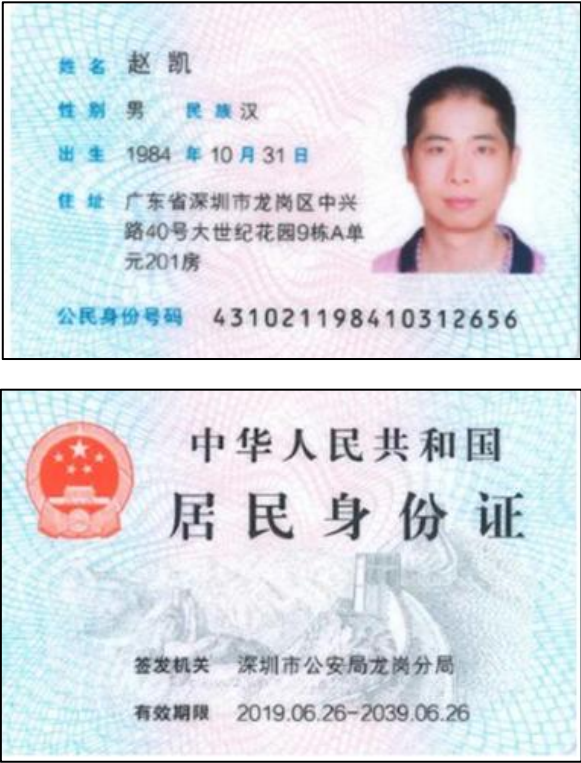 姓名 赵凯
性别 男 民族 汉
出生 1984 年 10 月 31 日
住址 广东省深圳市龙岗区中兴
路40号大世纪花园9栋A单
元201房
公民身份号码 431021198410312656
中华人民共和国
居民身份证
签发机关 深圳市公安局龙岗分局
有效期限 2019.06.26-2039.06.26